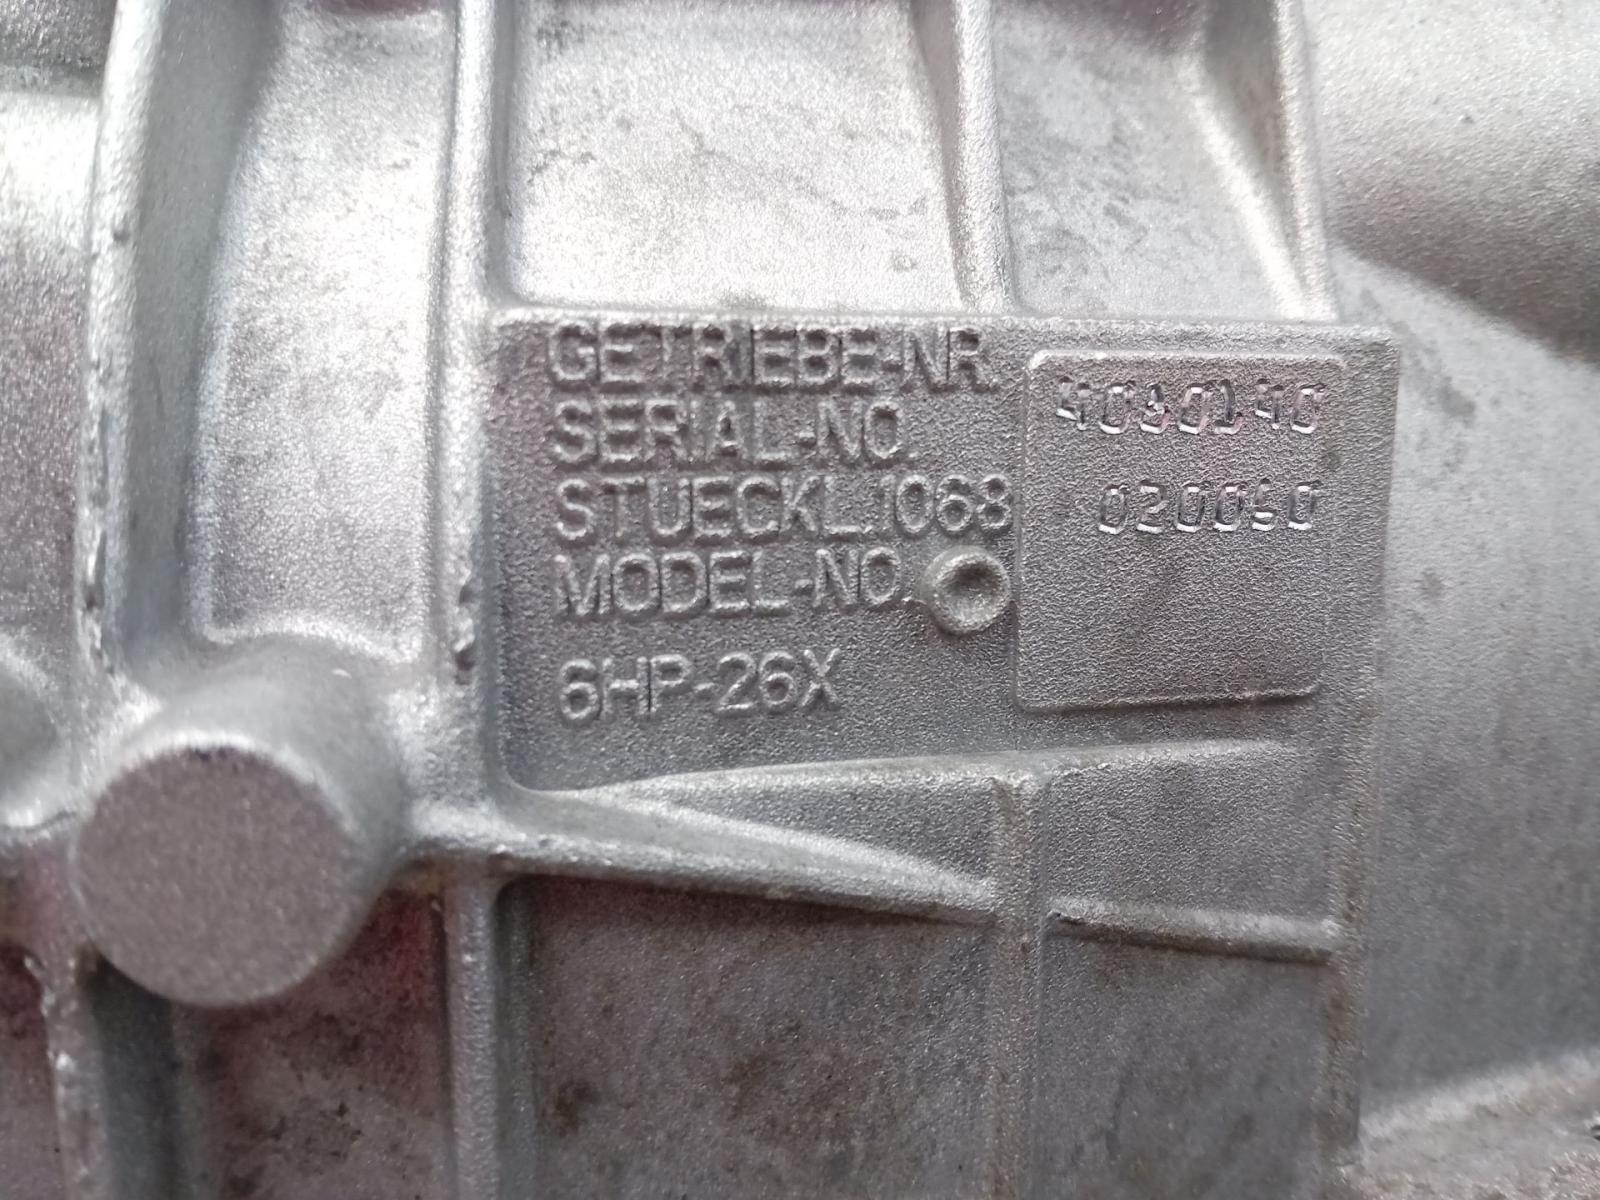 GETRIEBE-NR.
SERIAL-NO.
STUECKL.1068
MODEL-NO.
6HP-26X
020090